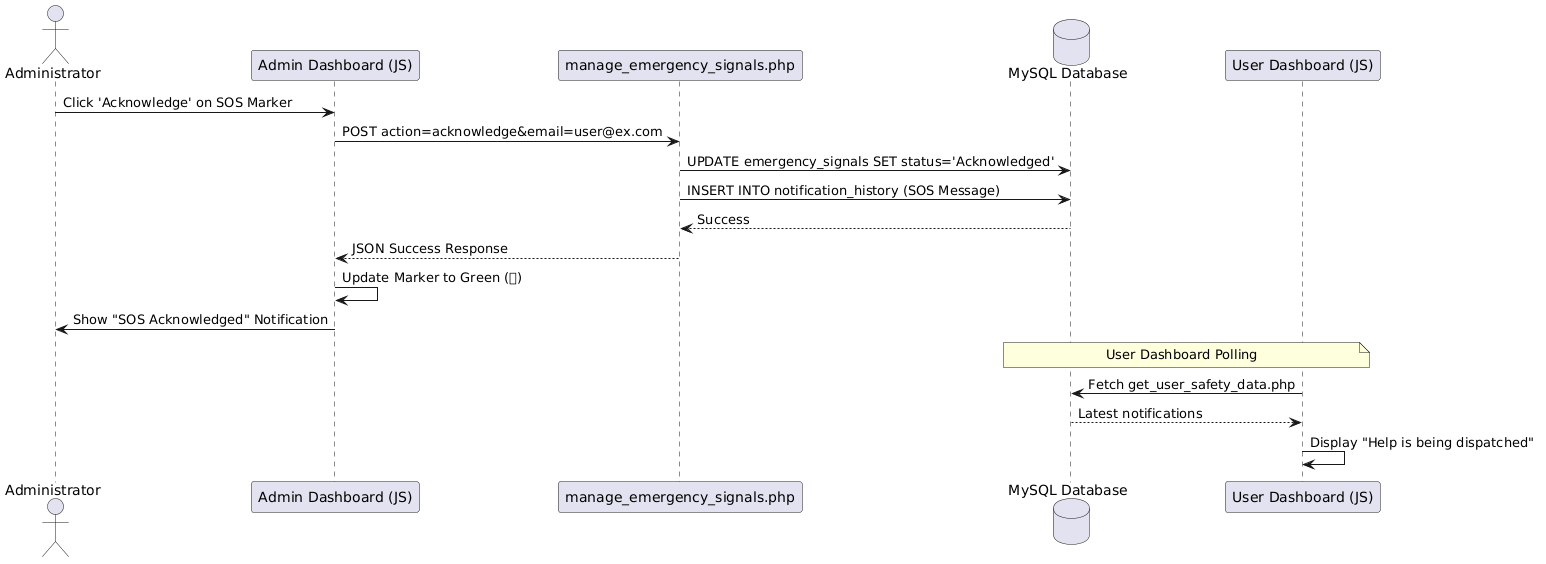 Administrator
Admin Dashboard (JS)
manage_emergency_signals.php
MySQL Database
User Dashboard (JS)
Click 'Acknowledge' on SOS Marker
POST action=acknowledge&email=user@ex.com
UPDATE emergency_signals SET status='Acknowledged'
INSERT INTO notification_history (SOS Message)
Success
JSON Success Response
Update Marker to Green (▯)
Show "SOS Acknowledged" Notification
User Dashboard Polling
Fetch get_user_safety_data.php
Latest notifications
Display "Help is being dispatched"
Administrator
Admin Dashboard (JS)
manage_emergency_signals.php
MySQL Database
User Dashboard (JS)